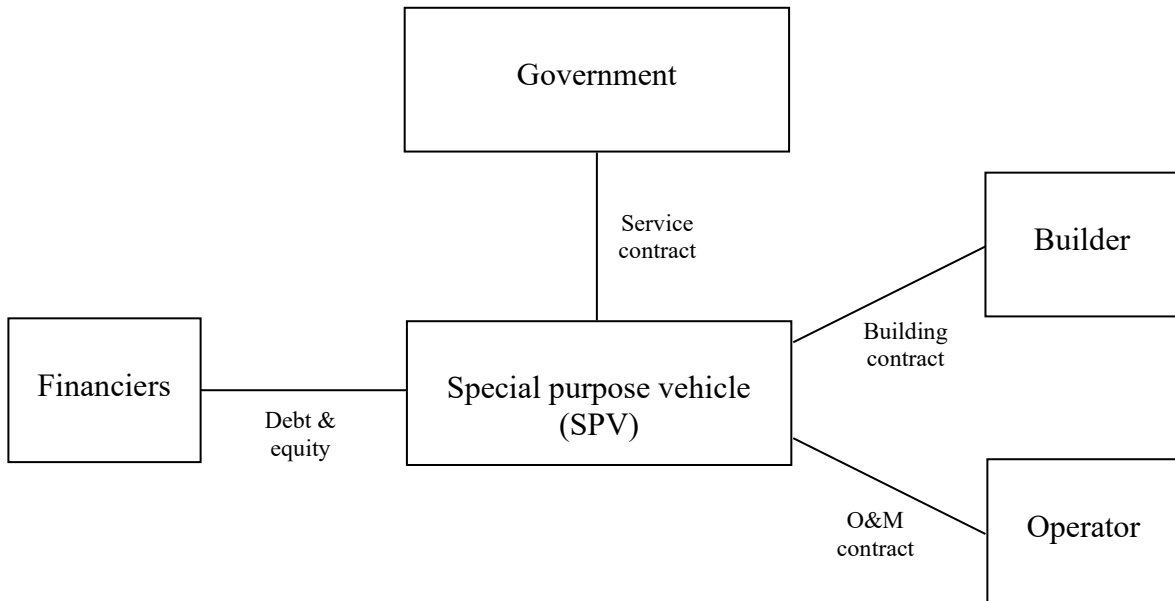 Government
Service
contract
Builder
Building
contract
Financiers
Debt &
equity
Special purpose vehicle
(SPV)
O&M
contract
Operator